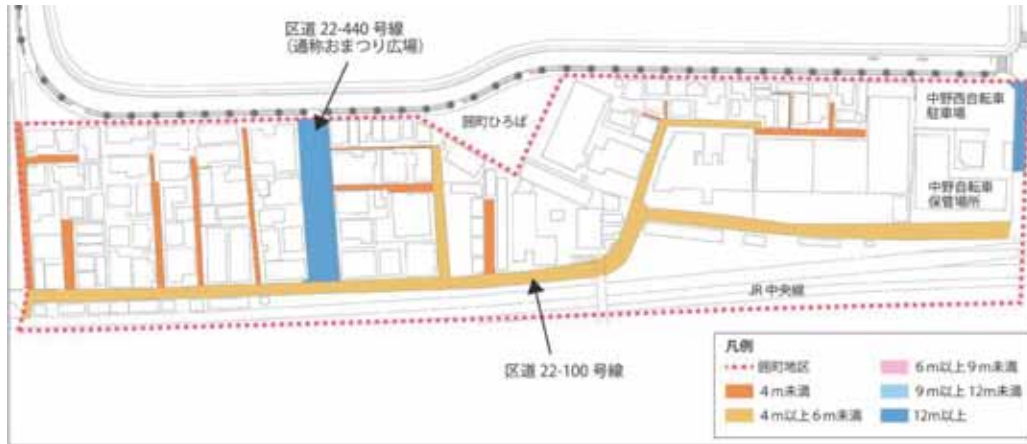 区道 22-440 号線
（通称おまつり広場）
囲町ひろば
中野西自転車
駐車場
中野自転車
保管場所
JR 中央線
区道 22-100 号線
凡例
囲町地区
4m未満
4m以上6m未満
6m以上9m未満
9m以上12m未満
12m以上